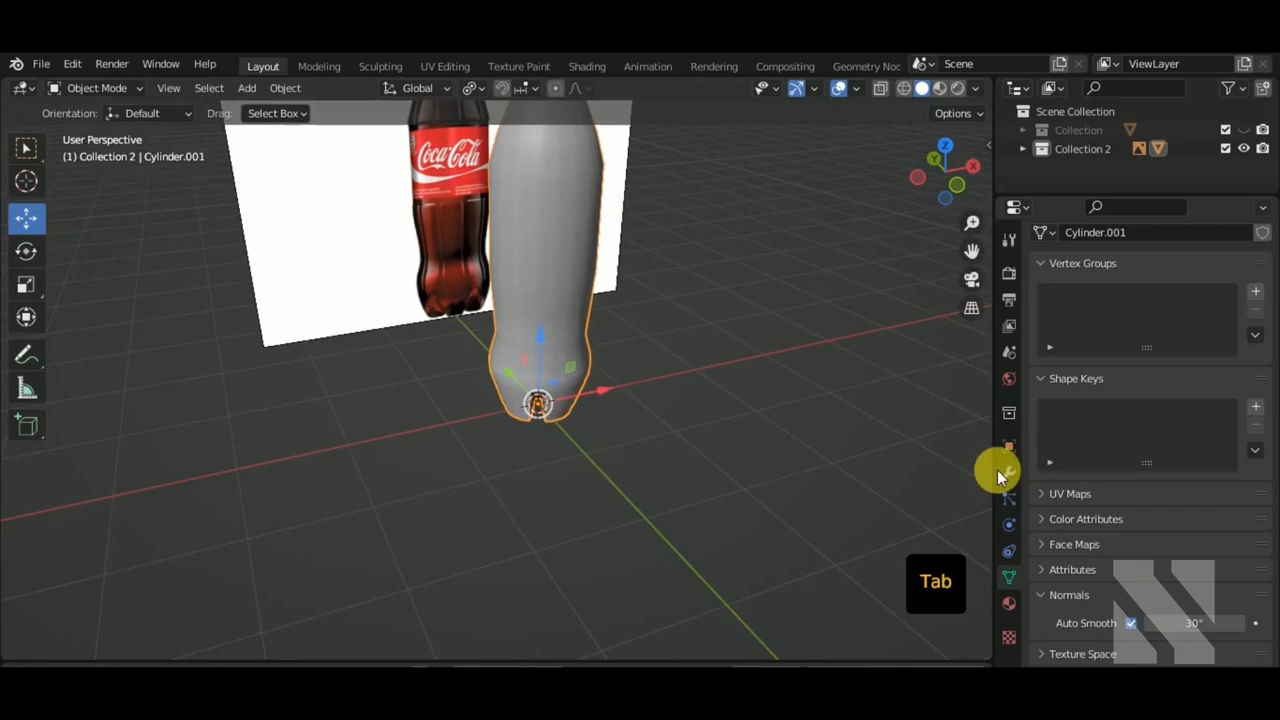 File Edit Render Window Help Layout Modeling Sculpting UV Editing Texture Paint Shading Animation Rendering Compositing Geometry Noc Scene ViewLayer
Object Mode View Select Add Object Global
Orientation: Default Drag: Select Box Options
User Perspective
(1) Collection 2 | Cylinder.001
Z
Y
X
Coca-Cola
Tab
Scene Collection
Collection
Collection 2
Cylinder.001
Vertex Groups
Shape Keys
UV Maps
Color Attributes
Face Maps
Attributes
Normals
Auto Smooth 30°
Texture Space